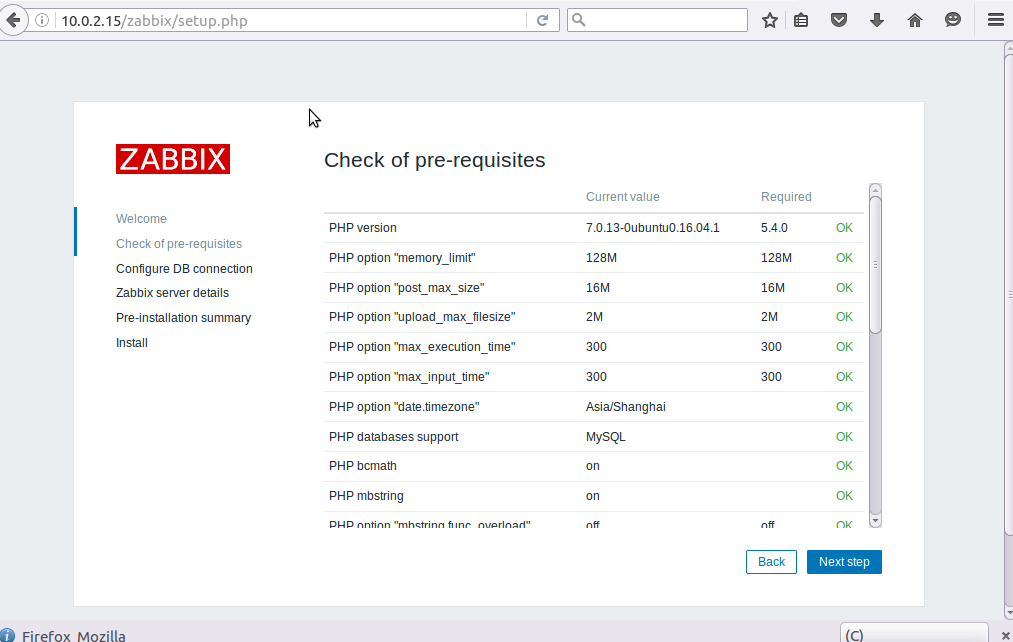 10.0.2.15/zabbix/setup.php
ZABBIX
Welcome
Check of pre-requisites
Configure DB connection
Zabbix server details
Pre-installation summary
Install
Check of pre-requisites
Current value Required
PHP version 7.0.13-0ubuntu0.16.04.1 5.4.0 OK
PHP option "memory_limit" 128M 128M OK
PHP option "post_max_size" 16M 16M OK
PHP option "upload_max_filesize" 2M 2M OK
PHP option "max_execution_time" 300 300 OK
PHP option "max_input_time" 300 300 OK
PHP option "date.timezone" Asia/Shanghai OK
PHP databases support MySQL OK
PHP bcmath on OK
PHP mbstring on OK
PHP option "mbstring.func_overload" off off OK
Back Next step
Firefox Mozilla (C)